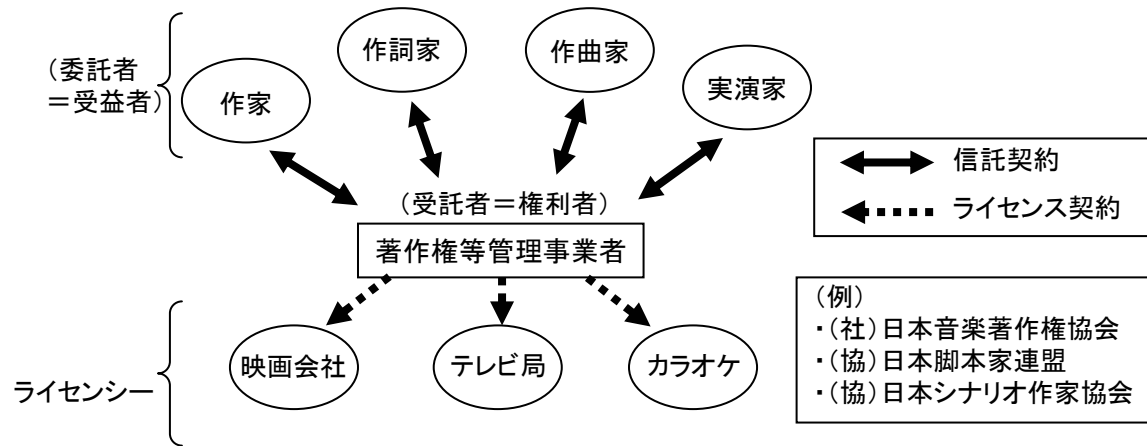 作詞家
作曲家
(委託者
=受益者)
作家
実演家
信託契約
(受託者=権利者)
ライセンス契約
著作権等管理事業者
(例)
・(社)日本音楽著作権協会
映画会社
テレビ局
カラオケ
・(協)日本脚本家連盟
ライセンシー
・(協)日本シナリオ作家協会